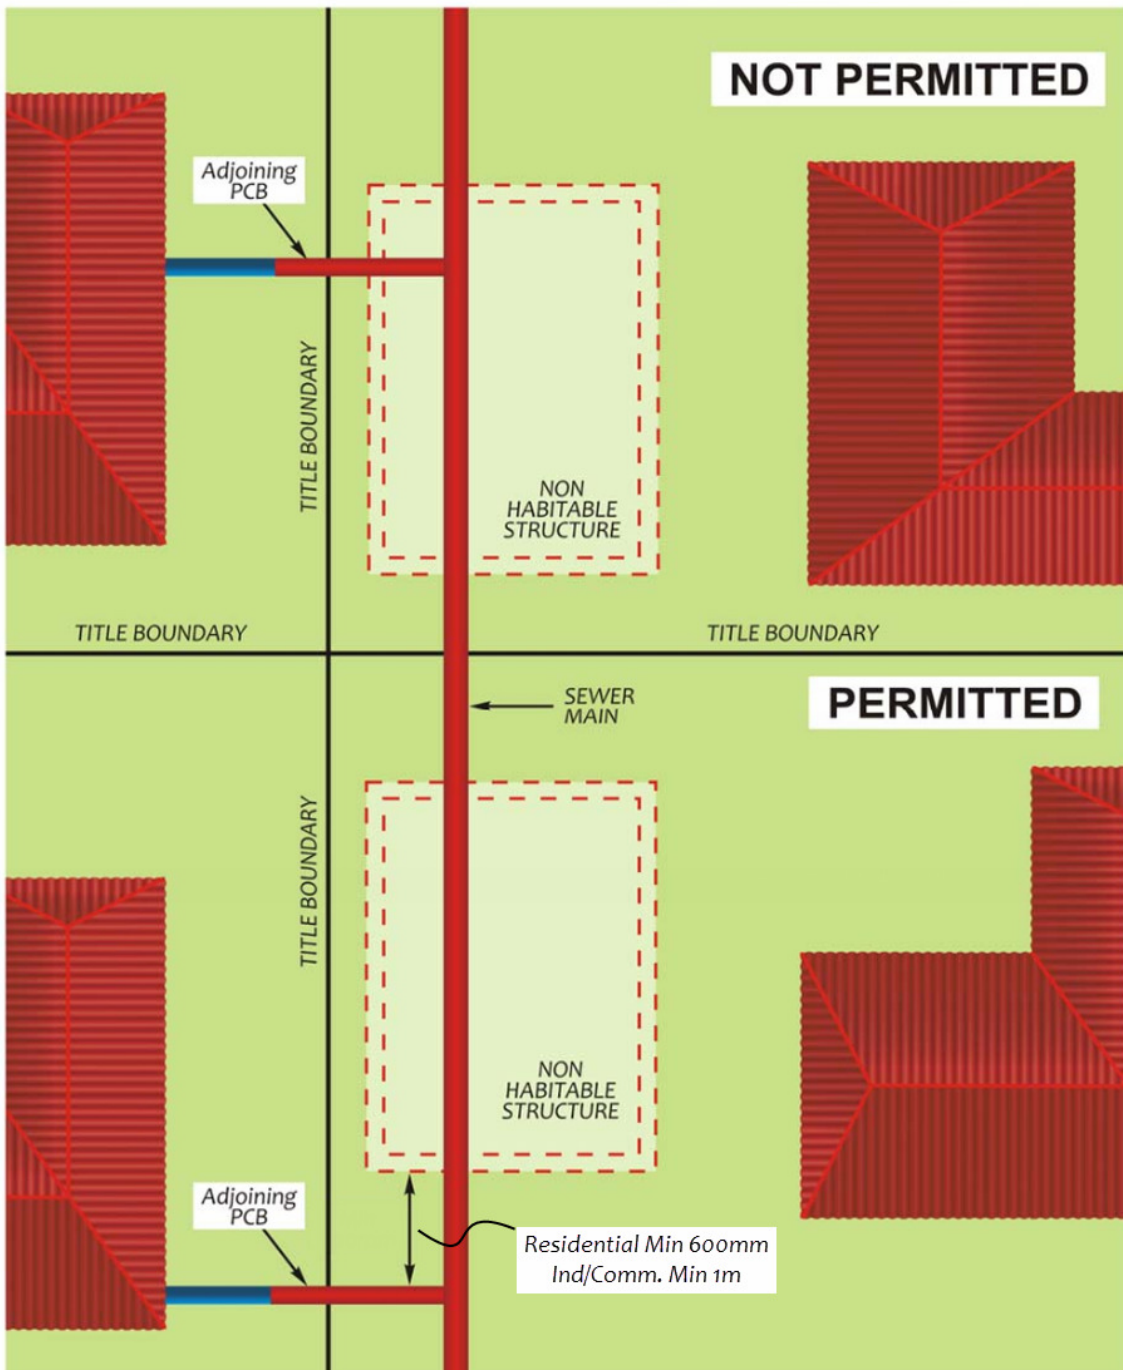 NOT PERMITTED
Adjoining
PCB
TITLE BOUNDARY
NON
HABITABLE
STRUCTURE
TITLE BOUNDARY
TITLE BOUNDARY
SEWER
MAIN
PERMITTED
TITLE BOUNDARY
NON
HABITABLE
STRUCTURE
Adjoining
PCB
Residential Min 600mm
Ind/Comm. Min 1m